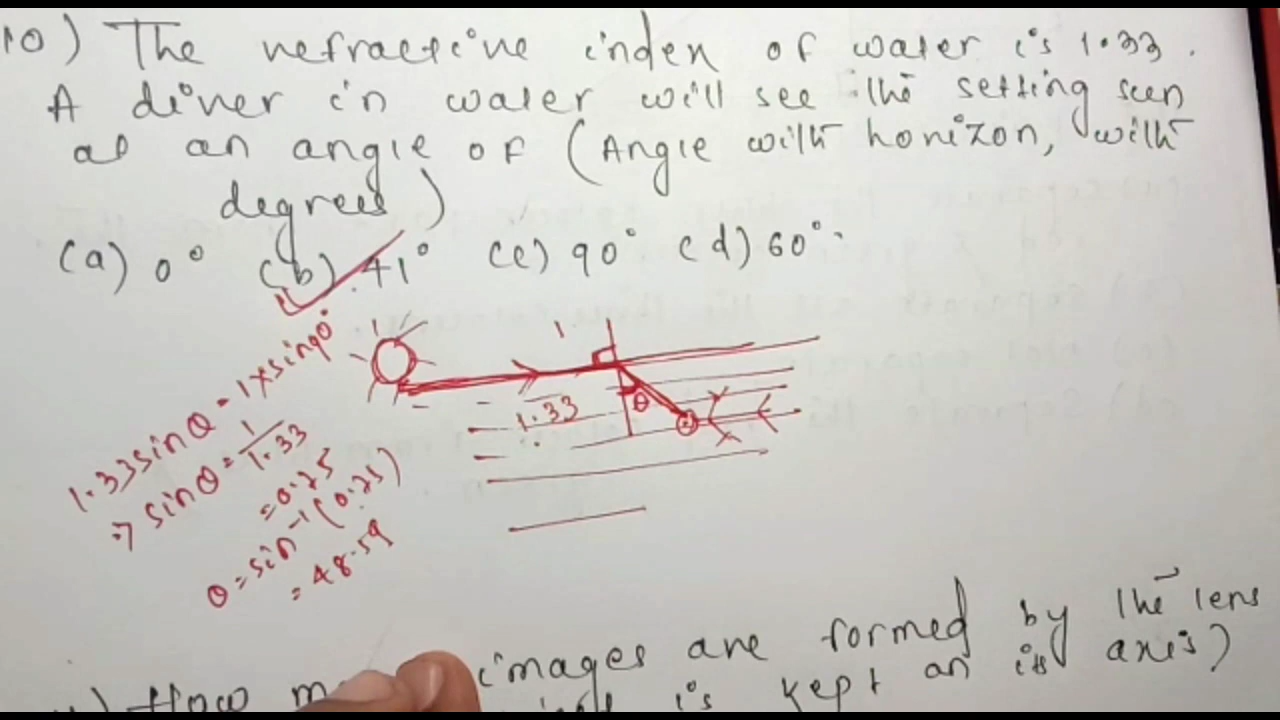 10) The refractive index of water is 1.33.
A diver in water will see the setting sun
at an angle of (Angle with horizon, with
degrees)
(a) 0° (b) 41° (c) 90° (d) 60°.
1
1.33
θ
1.33 sinθ = 1 x sin90°
⇒ sinθ = 1/1.33
= 0.75
θ = sin⁻¹(0.75)
= 48.59
How images are formed by the lens
is kept on its axis)